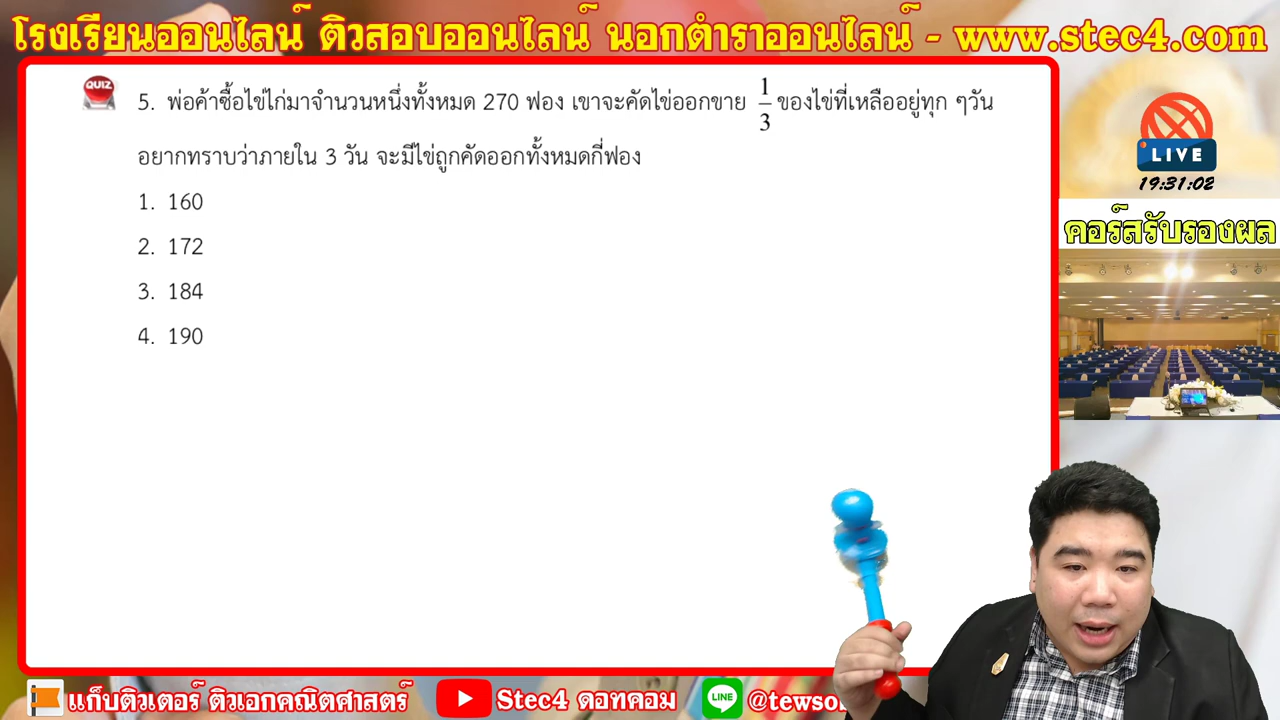 โรงเรียนออนไลน์ ติวสอบออนไลน์ นอกตำราออนไลน์ - www.stec4.com
QUIZ
5. พ่อค้าซื้อไข่ไก่มาจำนวนหนึ่งทั้งหมด 270 ฟอง เขาจะคัดไข่ออกขาย 1/3 ของไข่ที่เหลืออยู่ทุก ๆวัน
อยากทราบว่าภายใน 3 วัน จะมีไข่ถูกคัดออกทั้งหมดกี่ฟอง
1. 160
2. 172
3. 184
4. 190
LIVE
19:31:02
คอร์สรับรองผล
แก็บติวเตอร์ ติวเอกคณิตศาสตร์
Stec4 ดอทคอม
LINE